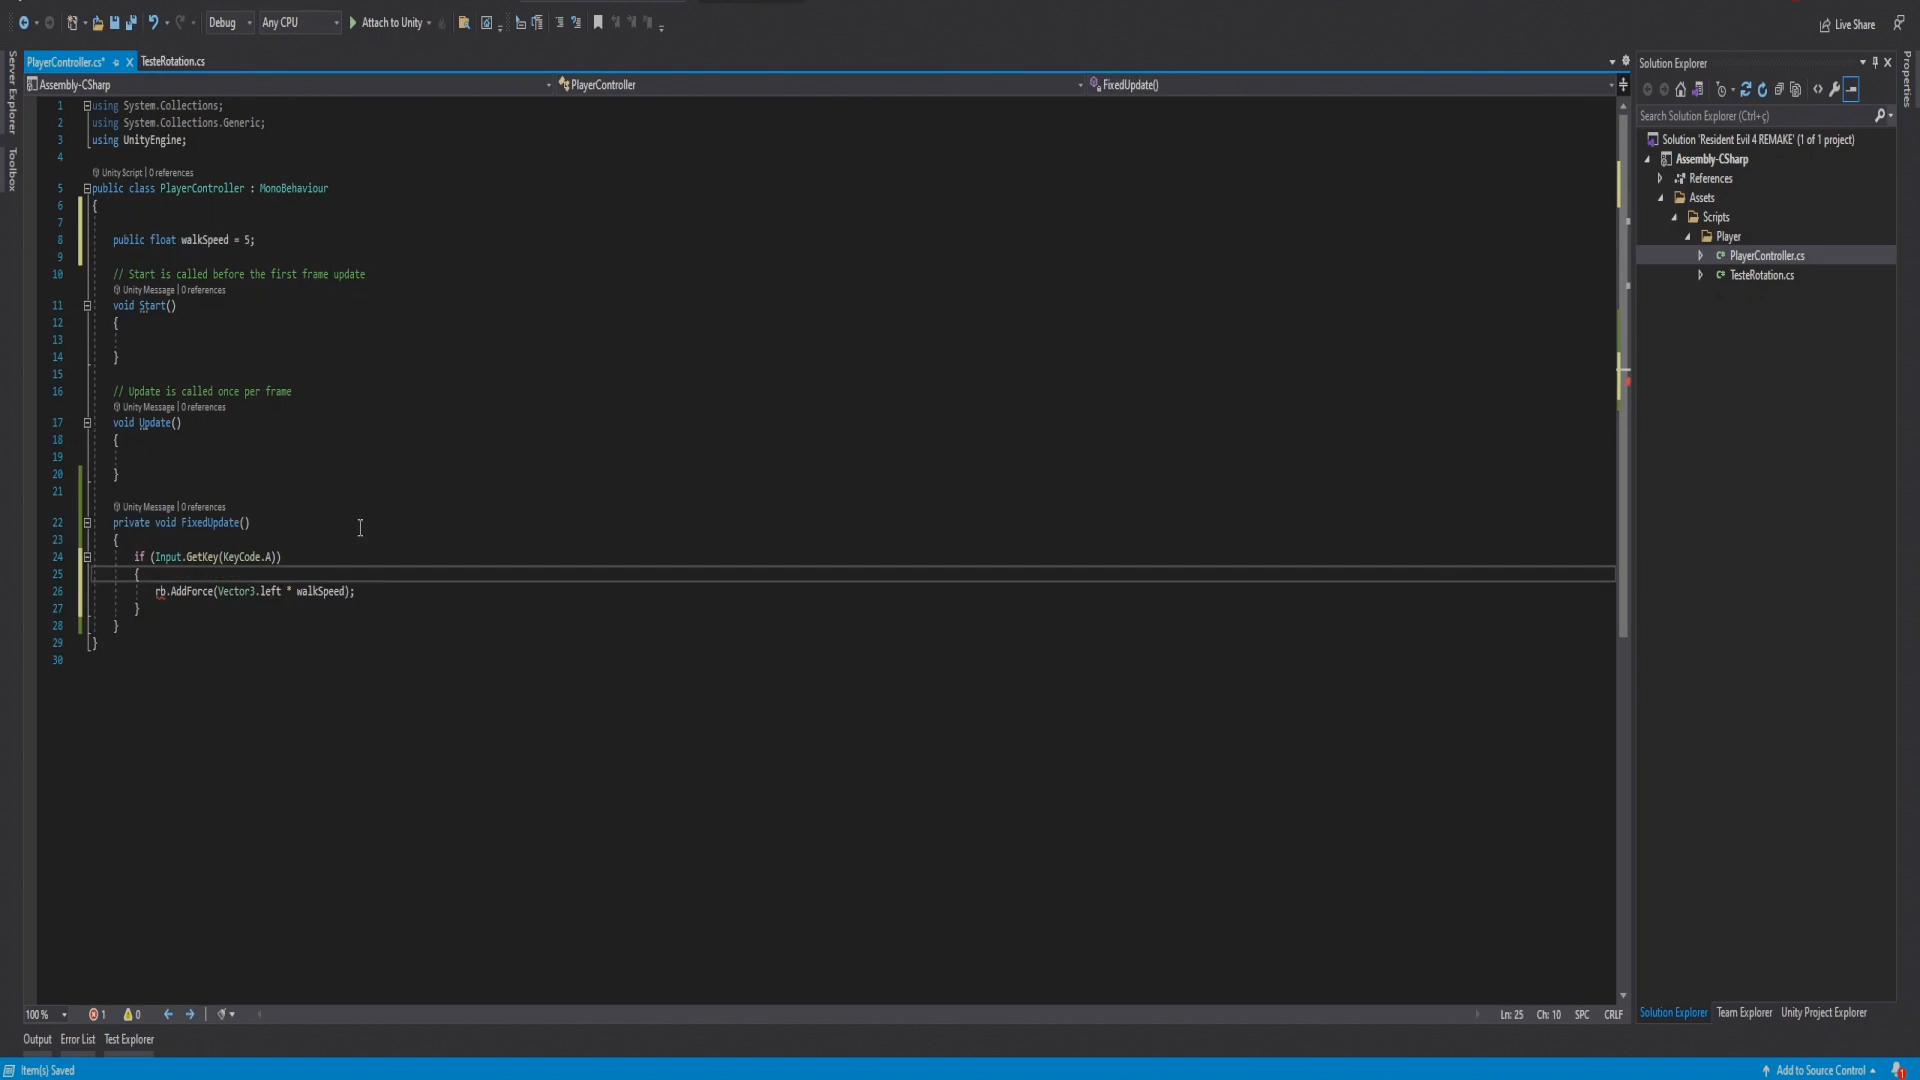 Debug Any CPU Attach to Unity Live Share
PlayerController.cs* TesteRotation.cs
Assembly-CSharp PlayerController FixedUpdate()
Server Explorer
Toolbox
1 using System.Collections;
2 using System.Collections.Generic;
3 using UnityEngine;
4
Unity Script | 0 references
5 public class PlayerController : MonoBehaviour
6 {
7
8 public float walkSpeed = 5;
9
10 // Start is called before the first frame update
Unity Message | 0 references
11 void Start()
12 {
13
14 }
15
16 // Update is called once per frame
Unity Message | 0 references
17 void Update()
18 {
19
20 }
21
Unity Message | 0 references
22 private void FixedUpdate()
23 {
24 if (Input.GetKey(KeyCode.A))
25 {
26 rb.AddForce(Vector3.left * walkSpeed);
27 }
28 }
29 }
30
Solution Explorer
Search Solution Explorer (Ctrl+ç)
Solution 'Resident Evil 4 REMAKE' (1 of 1 project)
Assembly-CSharp
References
Assets
Scripts
Player
PlayerController.cs
TesteRotation.cs
Properties
100 % 1 0 Ln: 25 Ch: 10 SPC CRLF
Solution Explorer Team Explorer Unity Project Explorer
Output Error List Test Explorer
Item(s) Saved Add to Source Control 1